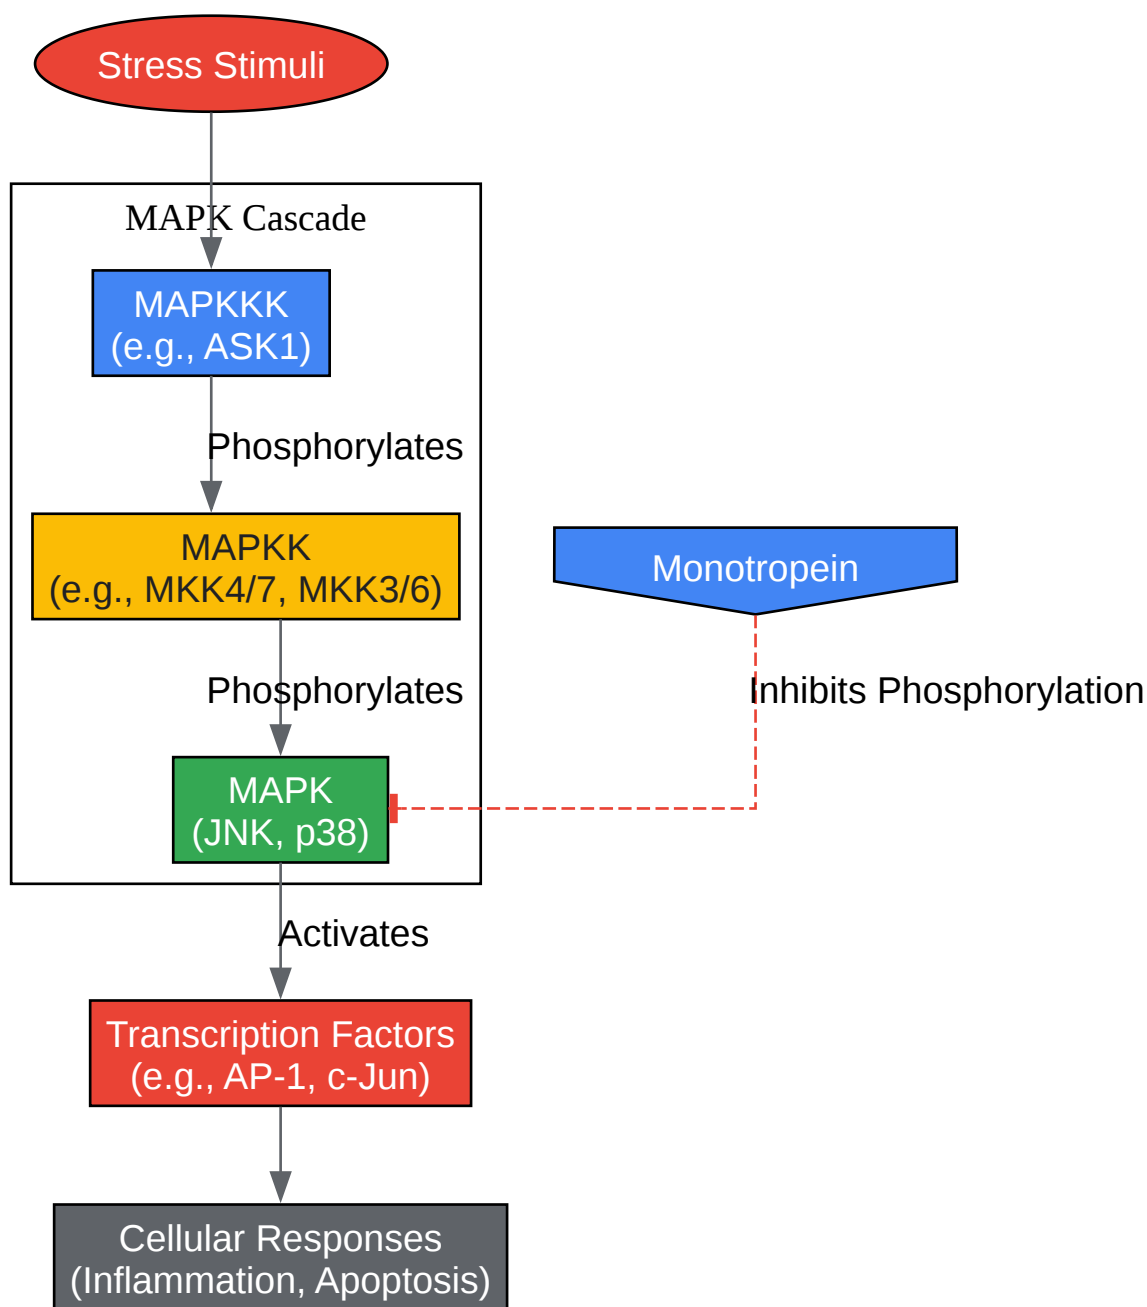 Stress Stimuli
MAPK Cascade
MAPKKK
(e.g., ASK1)
Phosphorylates
MAPKK
(e.g., MKK4/7, MKK3/6)
Monotropein
Phosphorylates
Inhibits Phosphorylation
MAPK
(JNK, p38)
Activates
Transcription Factors
(e.g., AP-1, c-Jun)
Cellular Responses
(Inflammation, Apoptosis)